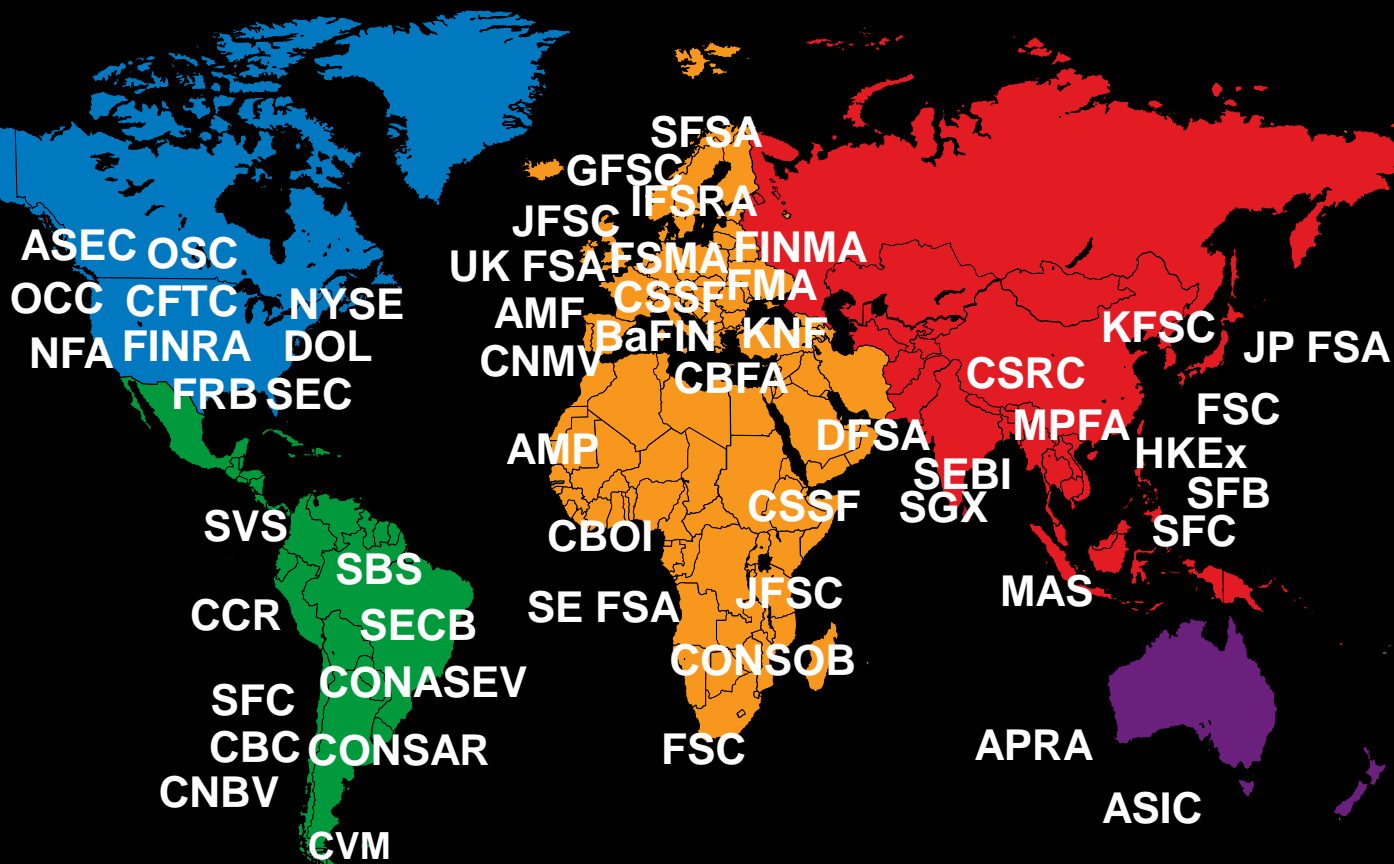 SFSA
GFSC
IFSRA
JFSC
ASEC OSC
UK FSA FSMA FINMA
OCC CFTC NYSE
CSSF FMA
AMF
BaFIN KNF
KFSC
NFA FINRA DOL
JP FSA
CNMV
CBFA
CSRC
FRB SEC
FSC
MPFA
AMP
DFSA
HKEx
SEBI
SFB
CSSF
SGX
SVS
CBOI
SFC
SBS
MAS
JFSC
SE FSA
CCR
SECB
CONSOB
CONASEV
SFC
CBC CONSAR
FSC
APRA
CNBV
ASIC
CVM